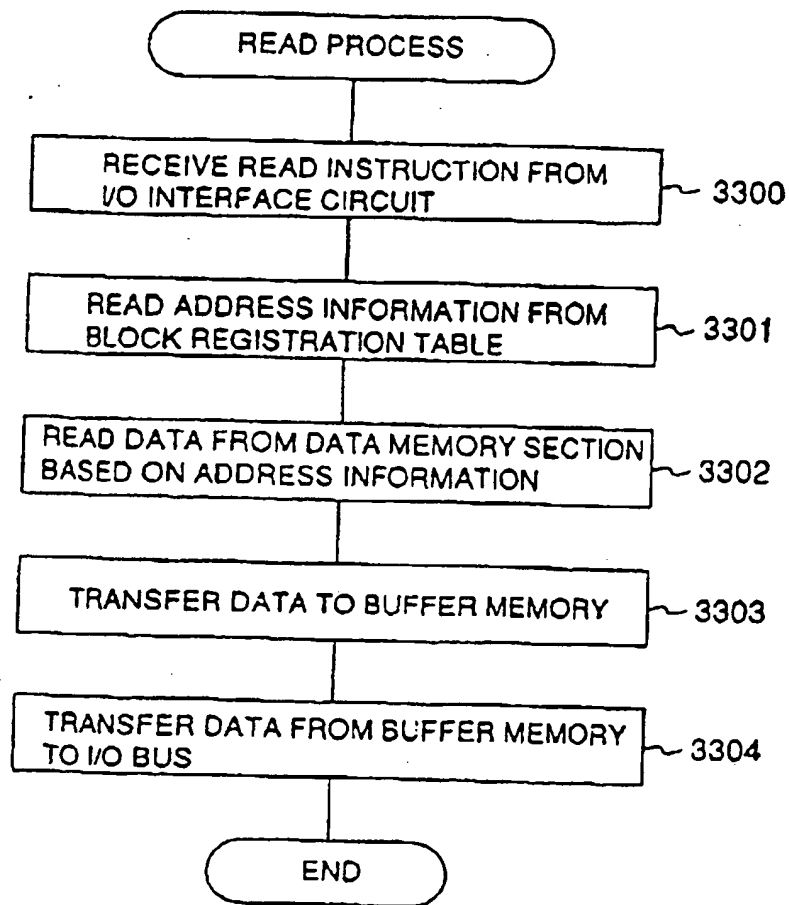 READ PROCESS
RECEIVE READ INSTRUCTION FROM
I/O INTERFACE CIRCUIT
3300
READ ADDRESS INFORMATION FROM
BLOCK REGISTRATION TABLE
3301
READ DATA FROM DATA MEMORY SECTION
BASED ON ADDRESS INFORMATION
3302
TRANSFER DATA TO BUFFER MEMORY
3303
TRANSFER DATA FROM BUFFER MEMORY
TO I/O BUS
3304
END